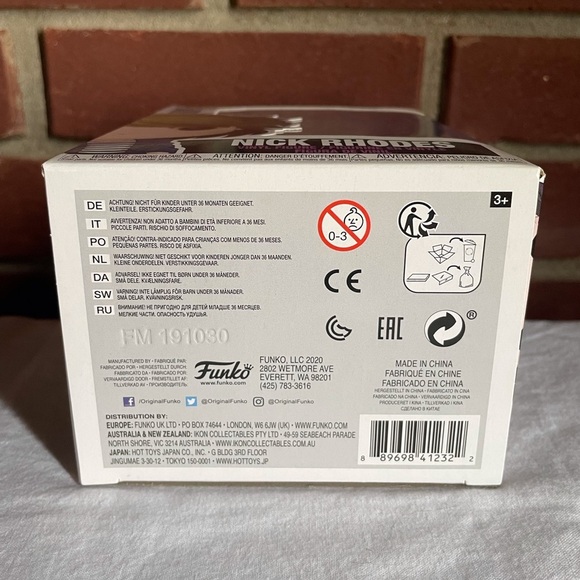 NICK RHODES
WARNING: CHOKING HAZARD
ATTENTION: DANGER D'ÉTOUFFEMENT
ADVERTENCIA: PELIGRO DE
3+
DE ACHTUNG! NICHT FÜR KINDER UNTER 36 MONATEN GEEIGNET.
KLEINTEILE. ERSTICKUNGSGEFAHR.
IT AVVERTENZA! NON ADATTO A BAMBINI DI ETÀ INFERIORE A 36 MESI.
PICCOLE PARTI. RISCHIO DI SOFFOCAMENTO.
PO ATENÇÃO! CONTRA-INDICADO PARA CRIANÇAS COM MENOS DE 36 MESES.
PEQUENAS PARTES. RISCO DE ASFIXIA.
NL WAARSCHUWING! NIET GESCHIKT VOOR KINDEREN JONGER DAN 36 MAANDEN.
KLEINE ONDERDELEN. VERSTIKKINGSGEVAAR.
DA ADVARSEL! IKKE EGNET TIL BØRN UNDER 36 MÅNEDER.
SMÅ DELE. KVÆLNINGSFARE.
SW VARNING! INTE LÄMPLIG FÖR BARN UNDER 36 MÅNADER.
SMÅ DELAR. KVÄVNINGSRISK.
RU ВНИМАНИЕ! НЕ ПРИГОДНО ДЛЯ ДЕТЕЙ МЛАДШЕ 36 МЕСЯЦЕВ.
МЕЛКИЕ ЧАСТИ. ОПАСНОСТЬ УДУШЬЯ.
0-3
CE
EAC
®
FM 191030
MANUFACTURED BY • FABRIQUÉ PAR:
FABRICADO POR • HERGESTELLT DURCH:
FABBRICATO DA • FABRICADO POR:
VERVAARDIGD DOOR • FREMSTILLET AF:
TILLVERKAD AV • ПРОИЗВОДИТЕЛЬ:
Funko
www.funko.com
FUNKO, LLC 2020
2802 WETMORE AVE
EVERETT, WA 98201
(425) 783-3616
/OriginalFunko @OriginalFunko @OriginalFunko
MADE IN CHINA
FABRIQUÉ EN CHINE
FABRICADO EN CHINA
HERGESTELLT IN CHINA • FABBRICATO IN CINA
FABRICADO NA CHINA • VERVAARDIGD IN CHINA
PRODUCERET I KINA • TILLVERKAD I KINA
СДЕЛАНО В КИТАЕ
DISTRIBUTION BY:
EUROPE: FUNKO UK LTD • PO BOX 74644 • LONDON, W6 6JW (UK) • WWW.FUNKO.COM
AUSTRALIA & NEW ZEALAND: IKON COLLECTABLES PTY LTD • 49-59 SEABEACH PARADE
NORTH SHORE, VIC 3214 AUSTRALIA • WWW.IKONCOLLECTABLES.COM.AU
JAPAN: HOT TOYS JAPAN CO., INC • G BLDG 3RD FLOOR
JINGUMAE 3-30-12 • TOKYO 150-0001 • WWW.HOTTOYS.JP
8 89698 41232 2